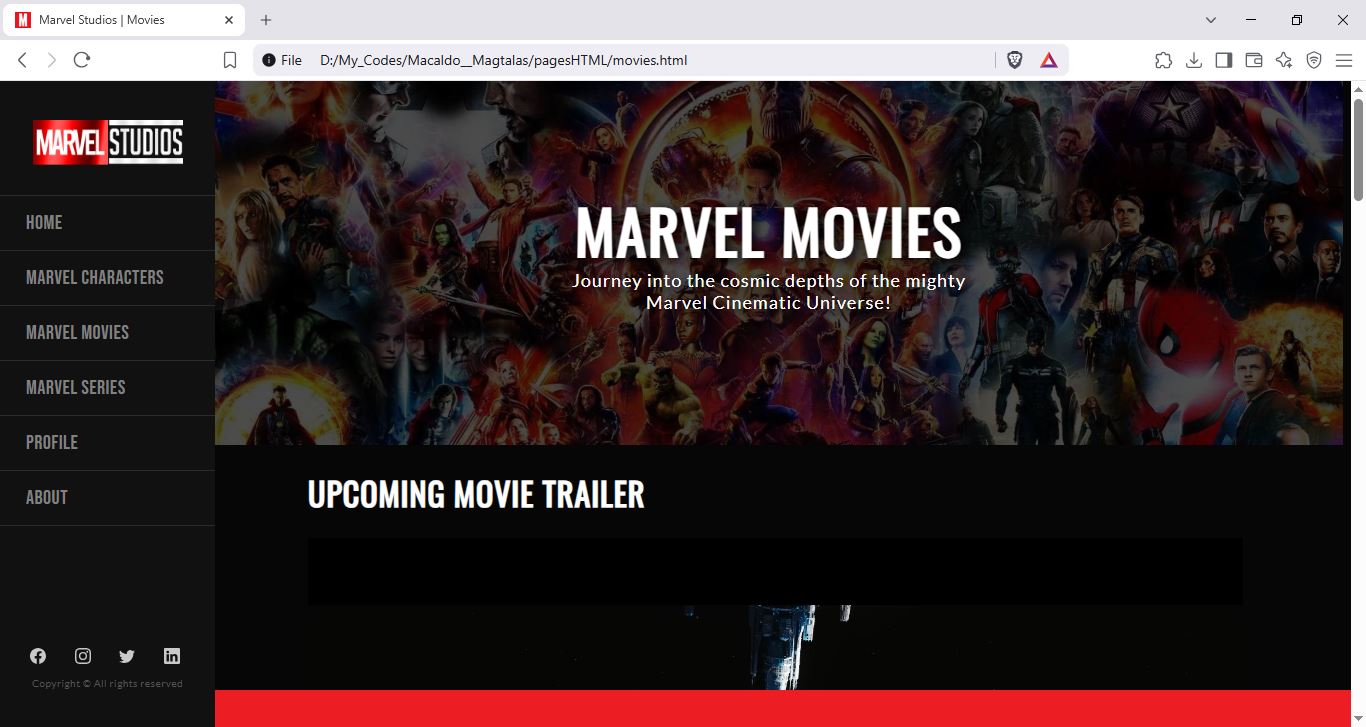 Marvel Studios | Movies
File D:/My_Codes/Macaldo__Magtalas/pagesHTML/movies.html
MARVEL STUDIOS
HOME
MARVEL CHARACTERS
MARVEL MOVIES
MARVEL SERIES
PROFILE
ABOUT
Copyright © All rights reserved
MARVEL MOVIES
Journey into the cosmic depths of the mighty
Marvel Cinematic Universe!
UPCOMING MOVIE TRAILER